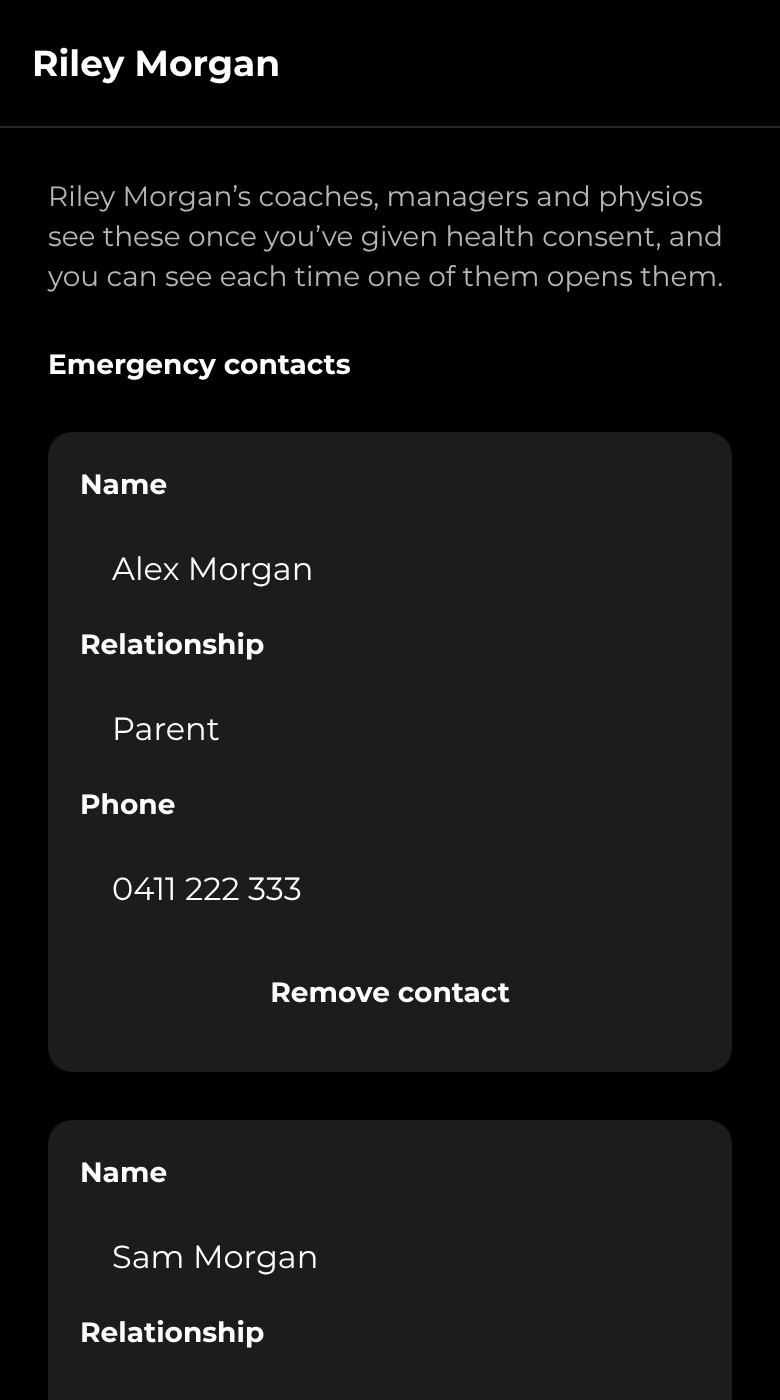 Riley Morgan
Riley Morgan’s coaches, managers and physios
see these once you’ve given health consent, and
you can see each time one of them opens them.
Emergency contacts
Name
Alex Morgan
Relationship
Parent
Phone
0411 222 333
Remove contact
Name
Sam Morgan
Relationship